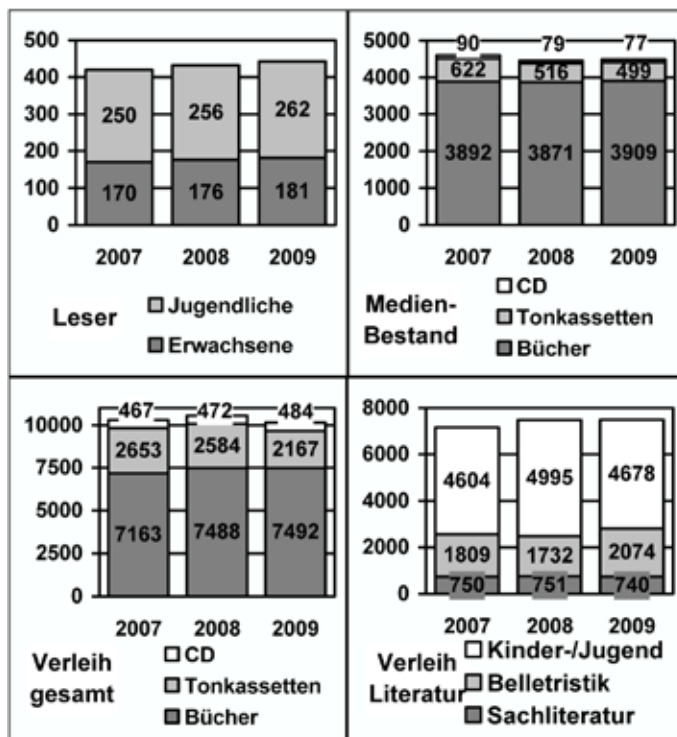 500
400
300
200
100
0
250 256 262
170 176 181
2007 2008 2009
Leser
Jugendliche
Erwachsene
5000
4000
3000
2000
1000
0
90 79 77
622 516 499
3892 3871 3909
2007 2008 2009
Medien-
Bestand
CD
Tonkassetten
Bücher
10000
7500
5000
2500
0
467 472 484
2653 2584 2167
7163 7488 7492
2007 2008 2009
Verleih
gesamt
CD
Tonkassetten
Bücher
8000
6000
4000
2000
0
4604 4995 4678
1809 1732 2074
750 751 740
2007 2008 2009
Verleih
Literatur
Kinder-/Jugend
Belletristik
Sachliteratur